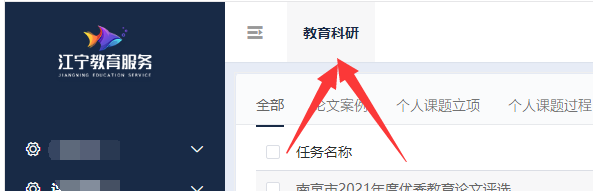 江宁教育服务
JIANGNING EDUCATION SERVICE
教育科研
全部 论文案例 个人课题立项 个人课题过程
任务名称
南京市2021年度优秀教育论文评选